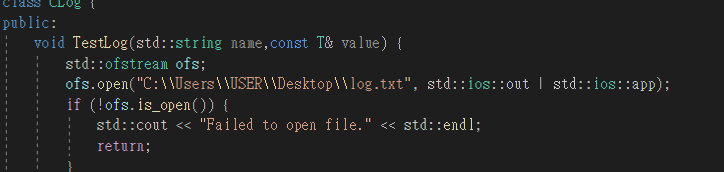 class CLog {
public:
    void TestLog(std::string name,const T& value) {
        std::ofstream ofs;
        ofs.open("C:\\Users\\USER\\Desktop\\log.txt", std::ios::out | std::ios::app);
        if (!ofs.is_open()) {
            std::cout << "Failed to open file." << std::endl;
            return;
        }